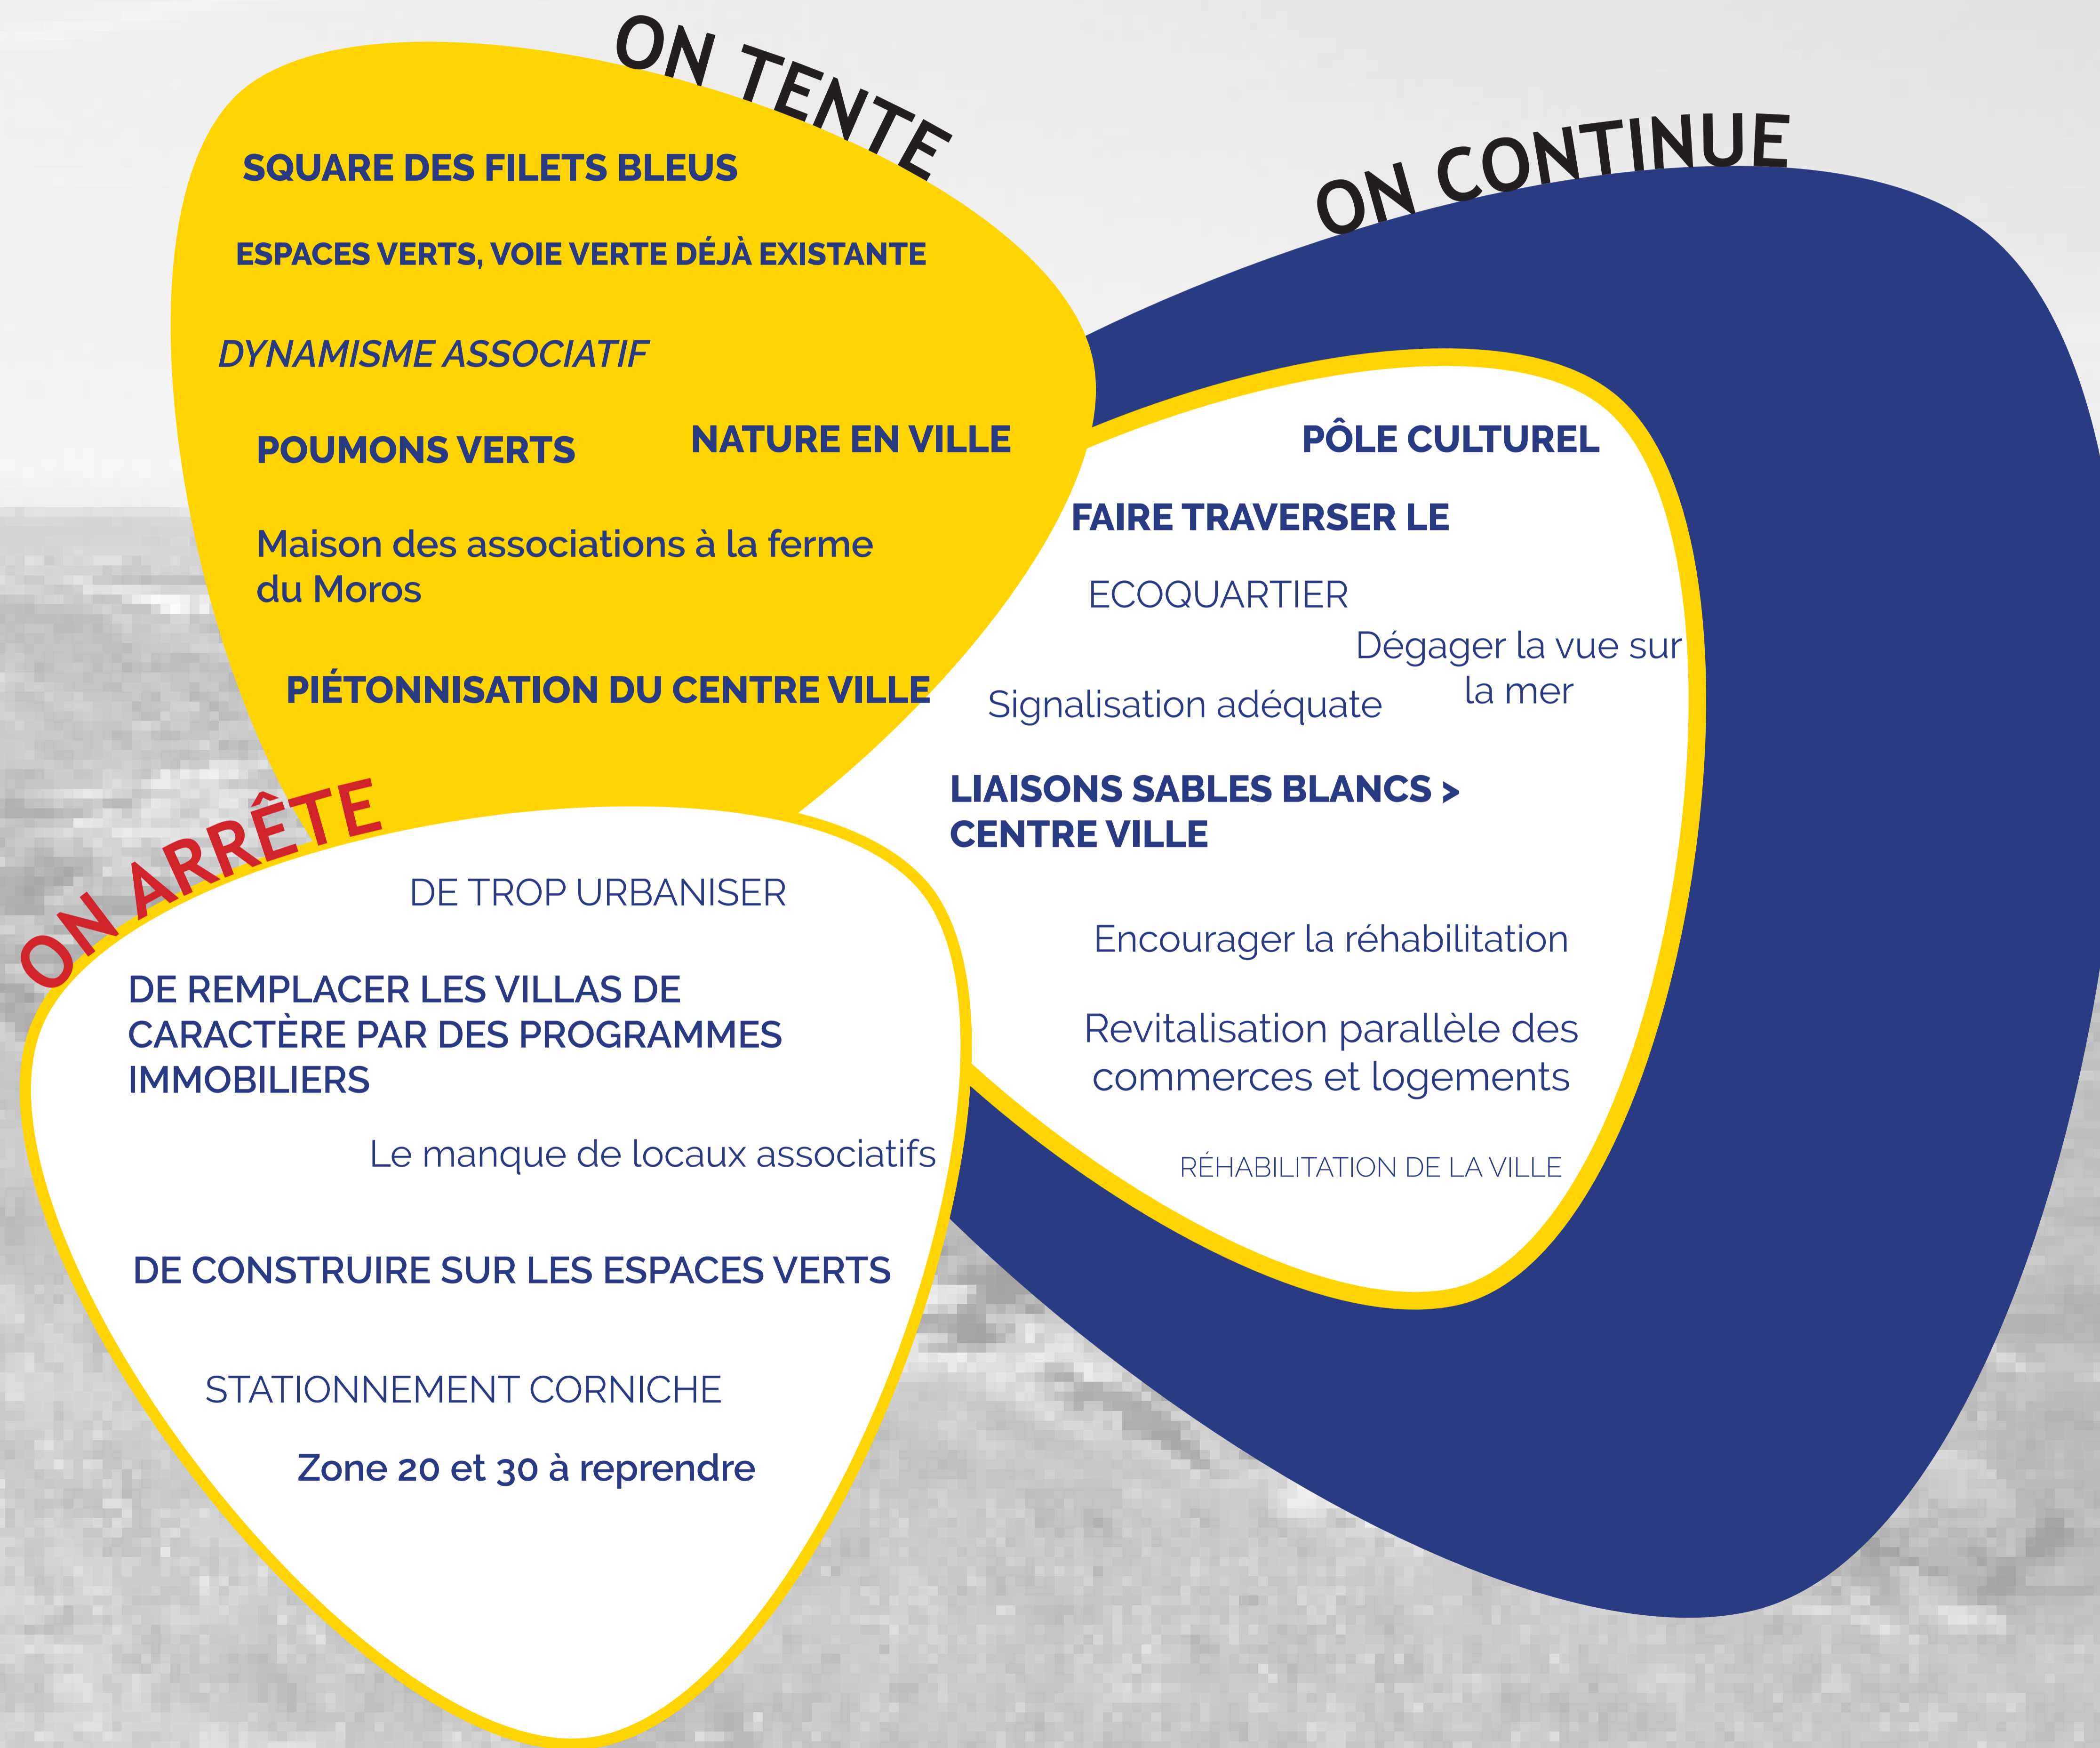 ON TENTE
SQUARE DES FILETS BLEUS
ESPACES VERTS, VOIE VERTE DÉJÀ EXISTANTE
DYNAMISME ASSOCIATIF
POUMONS VERTS
NATURE EN VILLE
Maison des associations à la ferme
du Moros
PIÉTONNISATION DU CENTRE VILLE
ON CONTINUE
PÔLE CULTUREL
FAIRE TRAVERSER LE
ECOQUARTIER
Dégager la vue sur
la mer
Signalisation adéquate
LIAISONS SABLES BLANCS >
CENTRE VILLE
Encourager la réhabilitation
Revitalisation parallèle des
commerces et logements
RÉHABILITATION DE LA VILLE
ON ARRÊTE
DE TROP URBANISER
DE REMPLACER LES VILLAS DE
CARACTÈRE PAR DES PROGRAMMES
IMMOBILIERS
Le manque de locaux associatifs
DE CONSTRUIRE SUR LES ESPACES VERTS
STATIONNEMENT CORNICHE
Zone 20 et 30 à reprendre